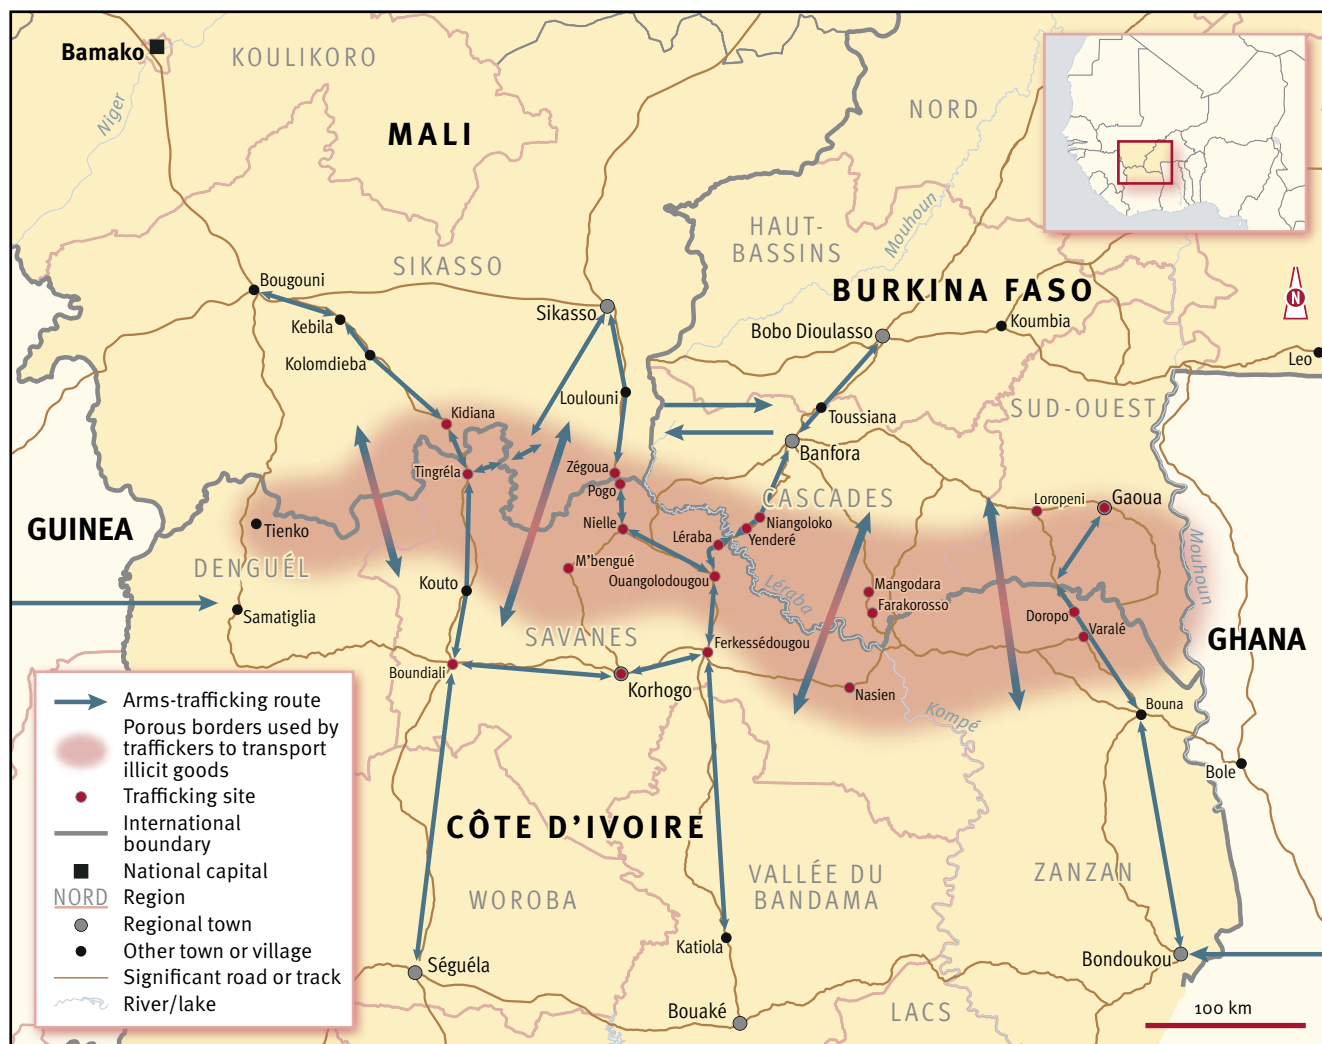 Bamako
KOULIKORO
Niger
MALI
NORD
Mouhoun
HAUT-
BASSINS
SIKASSO
Bougouni
Kebila
Kolomdieba
Sikasso
BURKINA FASO
N
Bobo Dioulasso
Koumbia
Leo
Loulouni
Toussiana
SUD-OUEST
Kidiana
Banfora
Tingréla
Zégoua
Pogo
CASCADES
Loropeni
Gaoua
GUINEA
Tienko
Nielle
Niangoloko
Yenderé
Léraba
Mouhoun
DENGUÉL
M'bengué
Ouangolodougou
Léraba
Mangodara
Farakorosso
Kouto
Samatiglia
Doropo
Varalé
GHANA
SAVANES
Ferkessédougou
Boundiali
Korhogo
Nasien
Kompé
Bouna
Bole
CÔTE D'IVOIRE
WOROBA
VALLÉE DU
BANDAMA
ZANZAN
Katiola
Séguéla
Bondoukou
Bouaké
LACS
100 km
Arms-trafficking route
Porous borders used by
traffickers to transport
illicit goods
Trafficking site
International
boundary
National capital
NORD Region
Regional town
Other town or village
Significant road or track
River/lake